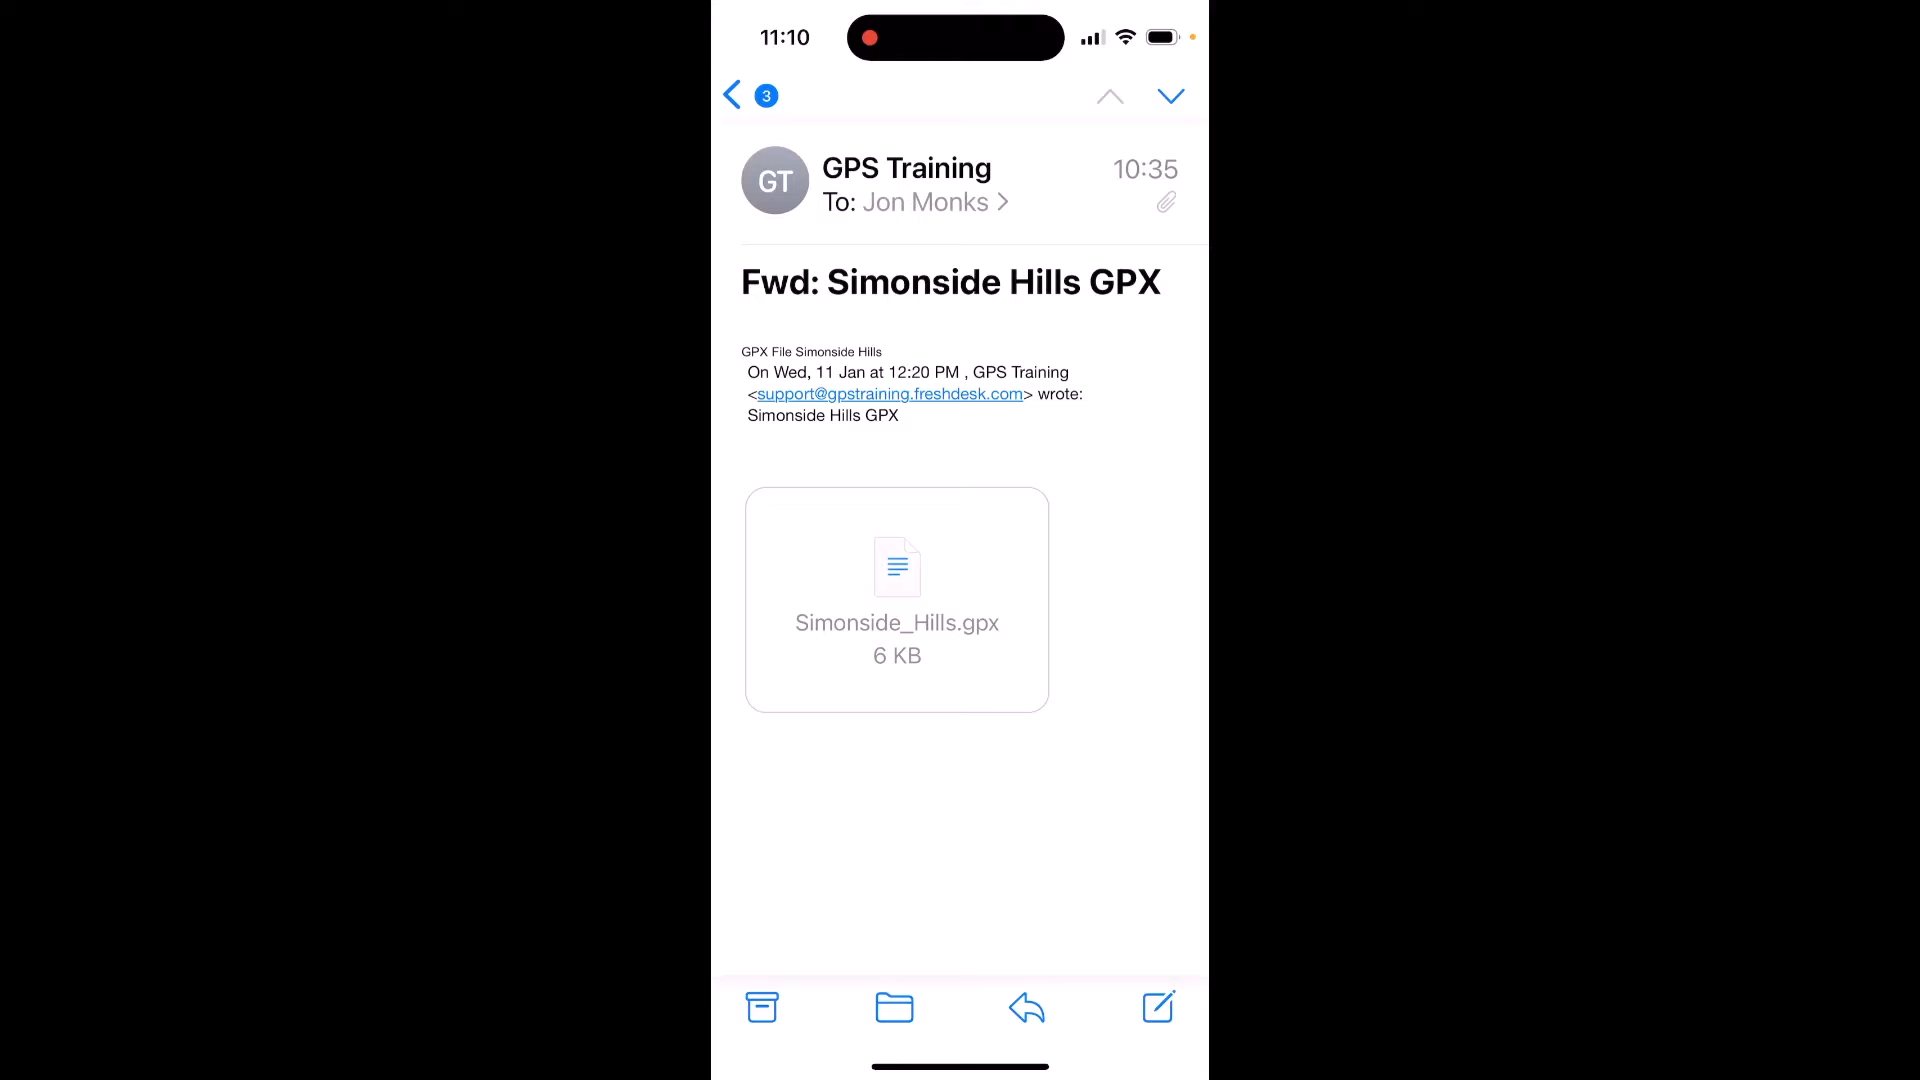 11:10
3
GT
GPS Training
10:35
To: Jon Monks
Fwd: Simonside Hills GPX
GPX File Simonside Hills
On Wed, 11 Jan at 12:20 PM , GPS Training
<support@gpstraining.freshdesk.com> wrote:
Simonside Hills GPX
Simonside_Hills.gpx
6 KB